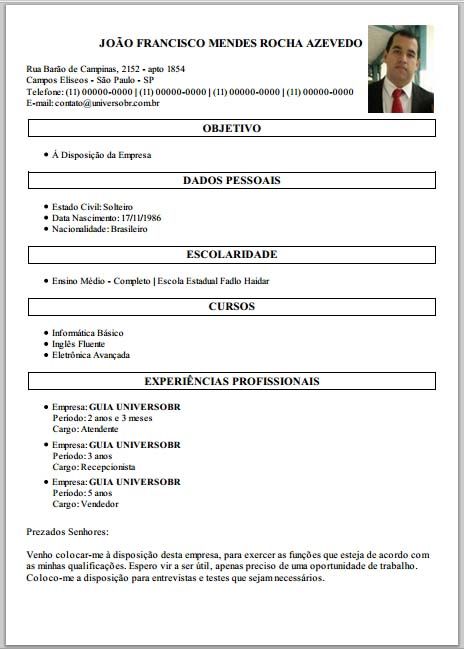 JOÃO FRANCISCO MENDES ROCHA AZEVEDO
Rua Barão de Campinas, 2152 - apto 1854
Campos Eliseos - São Paulo - SP
Telefone: (11) 00000-0000 | (11) 00000-0000 | (11) 00000-0000 | (11) 00000-0000
E-mail: contato@universobr.com.br
OBJETIVO
• Á Disposição da Empresa
DADOS PESSOAIS
• Estado Civil: Solteiro
• Data Nascimento: 17/11/1986
• Nacionalidade: Brasileiro
ESCOLARIDADE
• Ensino Médio - Completo | Escola Estadual Fadlo Haidar
CURSOS
• Informática Básico
• Inglês Fluente
• Eletrônica Avançada
EXPERIÊNCIAS PROFISSIONAIS
• Empresa: GUIA UNIVERSOBR
Período: 2 anos e 3 meses
Cargo: Atendente
• Empresa: GUIA UNIVERSOBR
Período: 3 anos
Cargo: Recepcionista
• Empresa: GUIA UNIVERSOBR
Período: 5 anos
Cargo: Vendedor
Prezados Senhores:
Venho colocar-me à disposição desta empresa, para exercer as funções que esteja de acordo com
as minhas qualificações. Espero vir a ser útil, apenas preciso de uma oportunidade de trabalho.
Coloco-me a disposição para entrevistas e testes que sejam necessários.